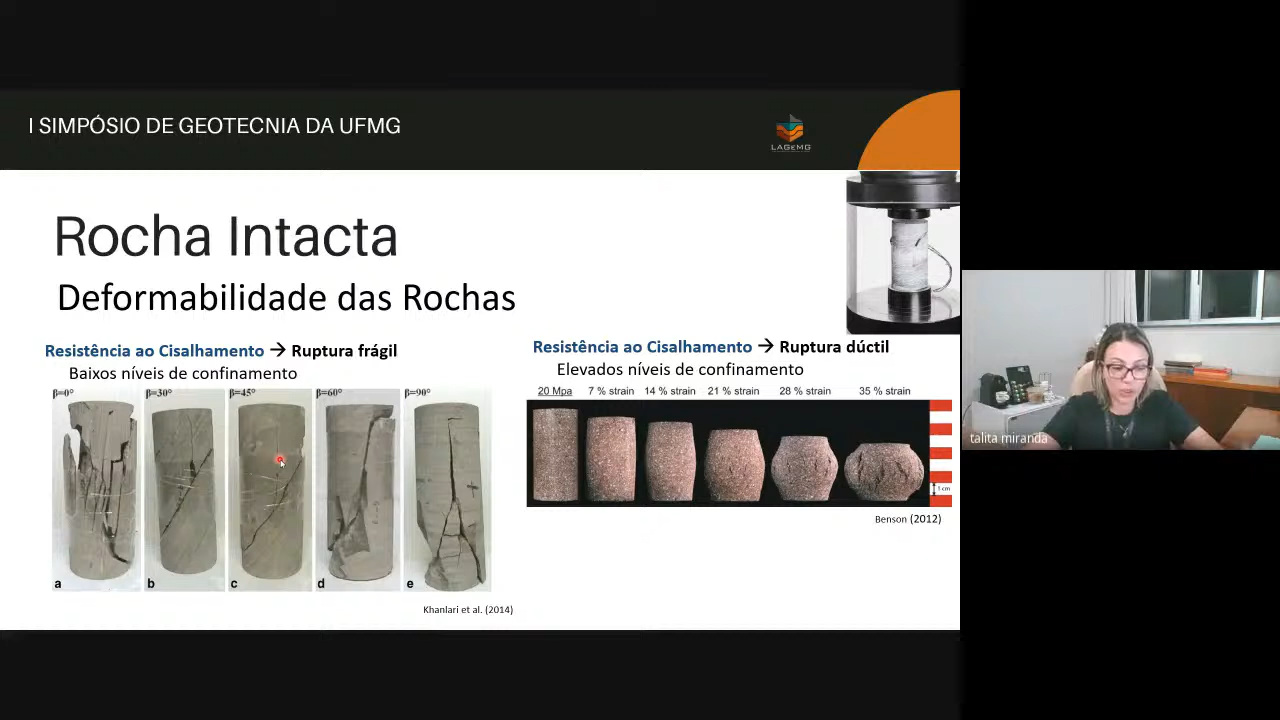 I SIMPÓSIO DE GEOTECNIA DA UFMG
LAGEMG
Rocha Intacta
Deformabilidade das Rochas
Resistência ao Cisalhamento → Ruptura frágil
Baixos níveis de confinamento
β=0° β=30° β=45° β=60° β=90°
a b c d e
Khanlari et al. (2014)
Resistência ao Cisalhamento → Ruptura dúctil
Elevados níveis de confinamento
20 Mpa 7 % strain 14 % strain 21 % strain 28 % strain 35 % strain
1 cm
Benson (2012)
talita miranda